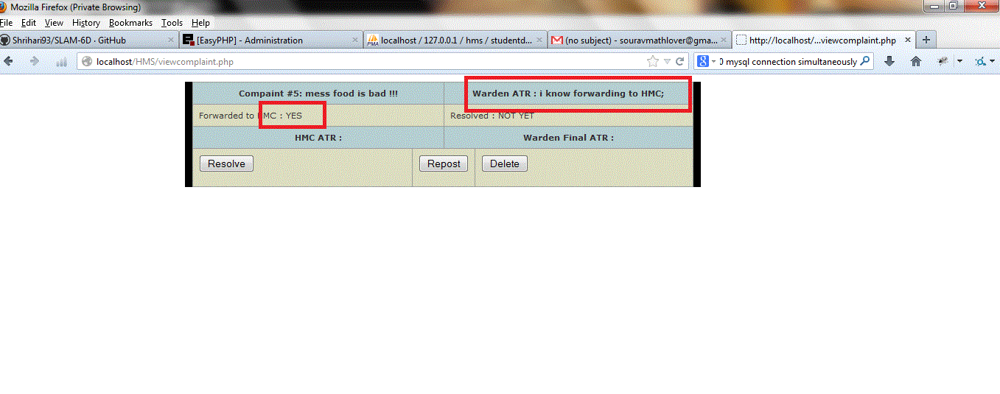 Mozilla Firefox (Private Browsing)
File Edit View History Bookmarks Tools Help
Shrihari93/SLAM-6D · GitHub × [EasyPHP] - Administration × localhost / 127.0.0.1 / hms / studentd... × (no subject) - souravmathlover@gma... × http://localhost/...viewcomplaint.php ×
localhost/HMS/viewcomplaint.php 0 mysql connection simultaneously
Compaint #5: mess food is bad !!! Warden ATR : i know forwarding to HMC;
Forwarded to HMC : YES Resolved : NOT YET
HMC ATR : Warden Final ATR :
Resolve Repost Delete